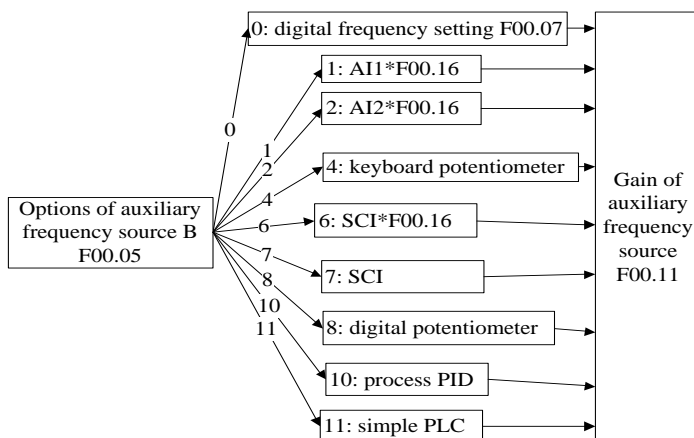 0: digital frequency setting F00.07
1: AI1*F00.16
2: AI2*F00.16
4: keyboard potentiometer
6: SCI*F00.16
7: SCI
8: digital potentiometer
10: process PID
11: simple PLC
0
1
2
4
6
7
8
10
11
Options of auxiliary
frequency source B
F00.05
Gain of
auxiliary
frequency
source
F00.11